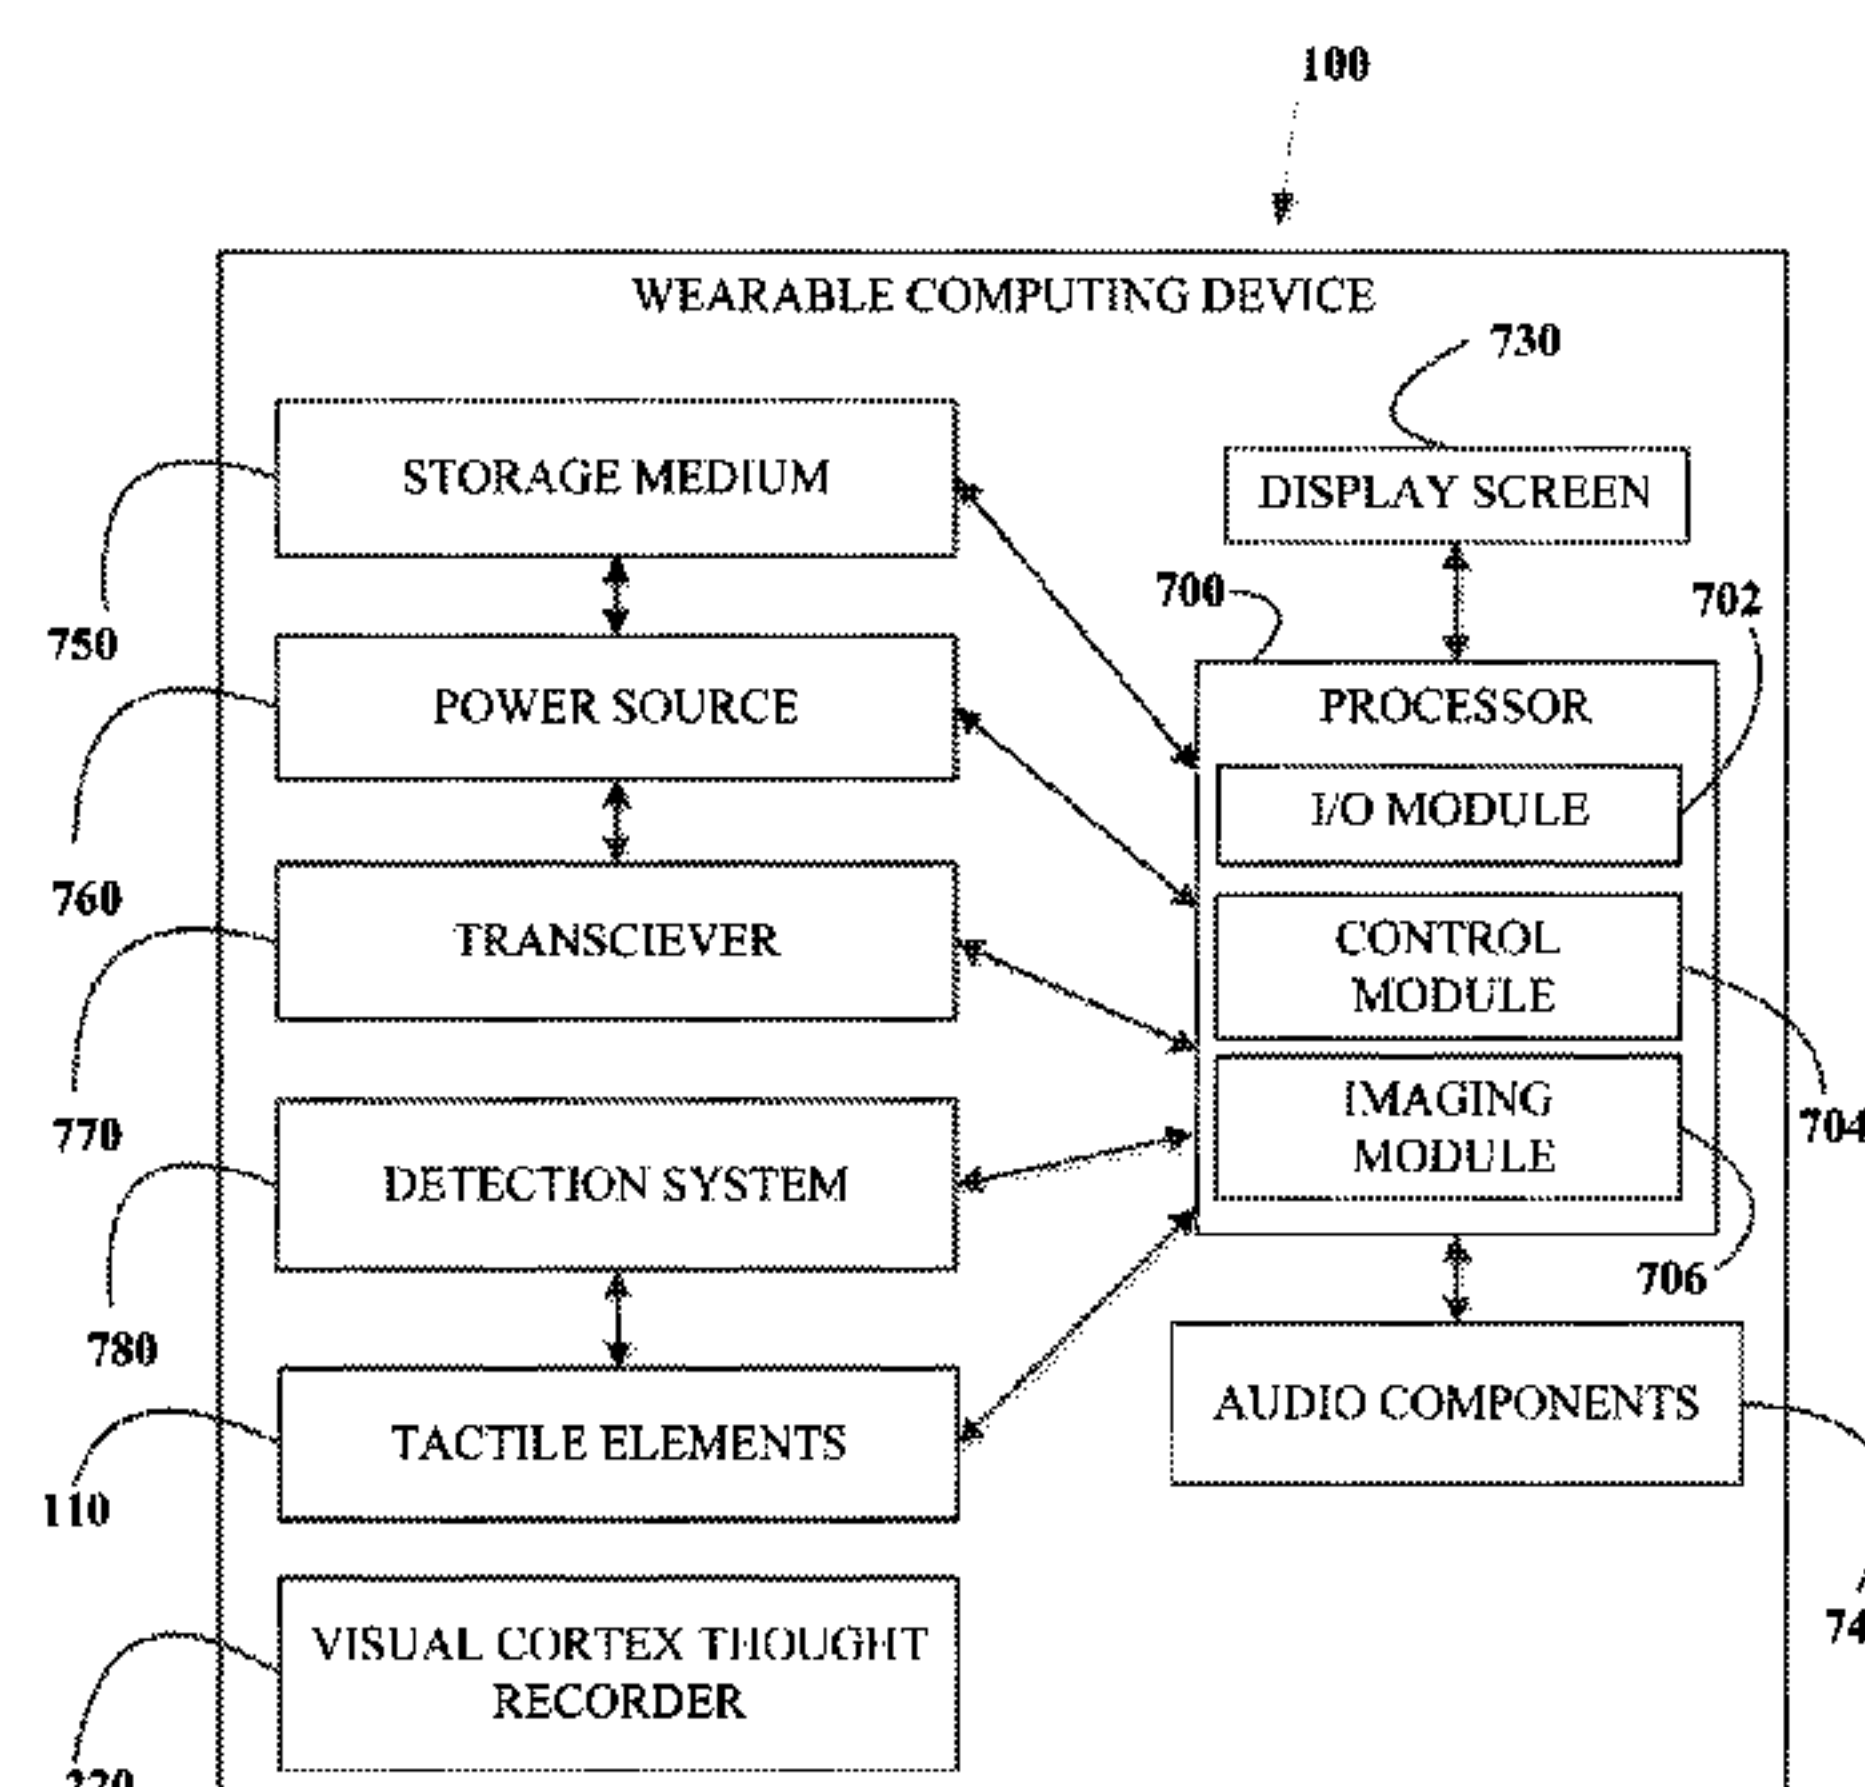 100
WEARABLE COMPUTING DEVICE
730
STORAGE MEDIUM
DISPLAY SCREEN
700
702
750
POWER SOURCE
PROCESSOR
I/O MODULE
760
TRANSCIEVER
CONTROL
MODULE
IMAGING
MODULE
704
770
DETECTION SYSTEM
706
780
TACTILE ELEMENTS
AUDIO COMPONENTS
110
VISUAL CORTEX THOUGHT
RECORDER